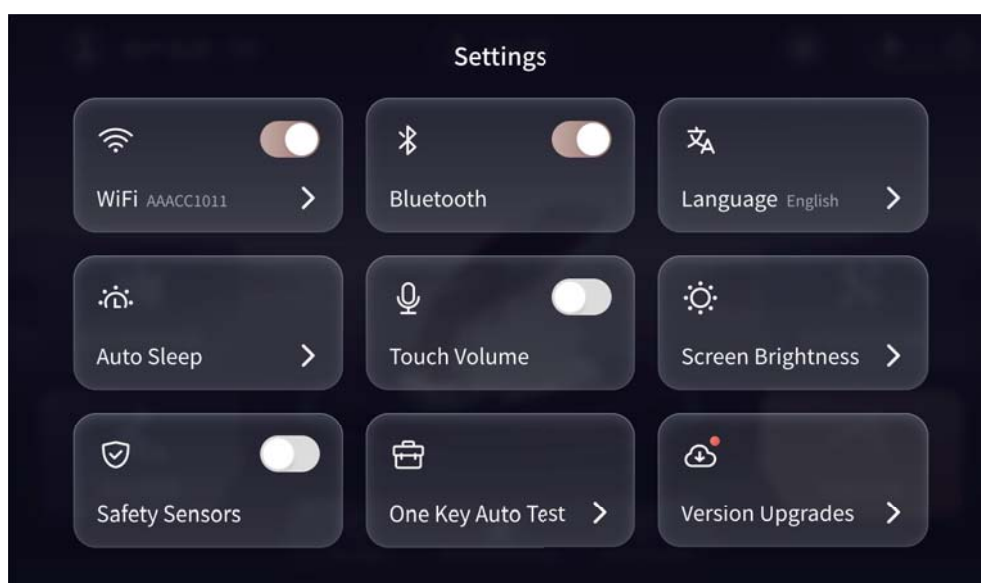 Settings
WiFi AAACC1011
Bluetooth
Language English
Auto Sleep
Touch Volume
Screen Brightness
Safety Sensors
One Key Auto Test
Version Upgrades